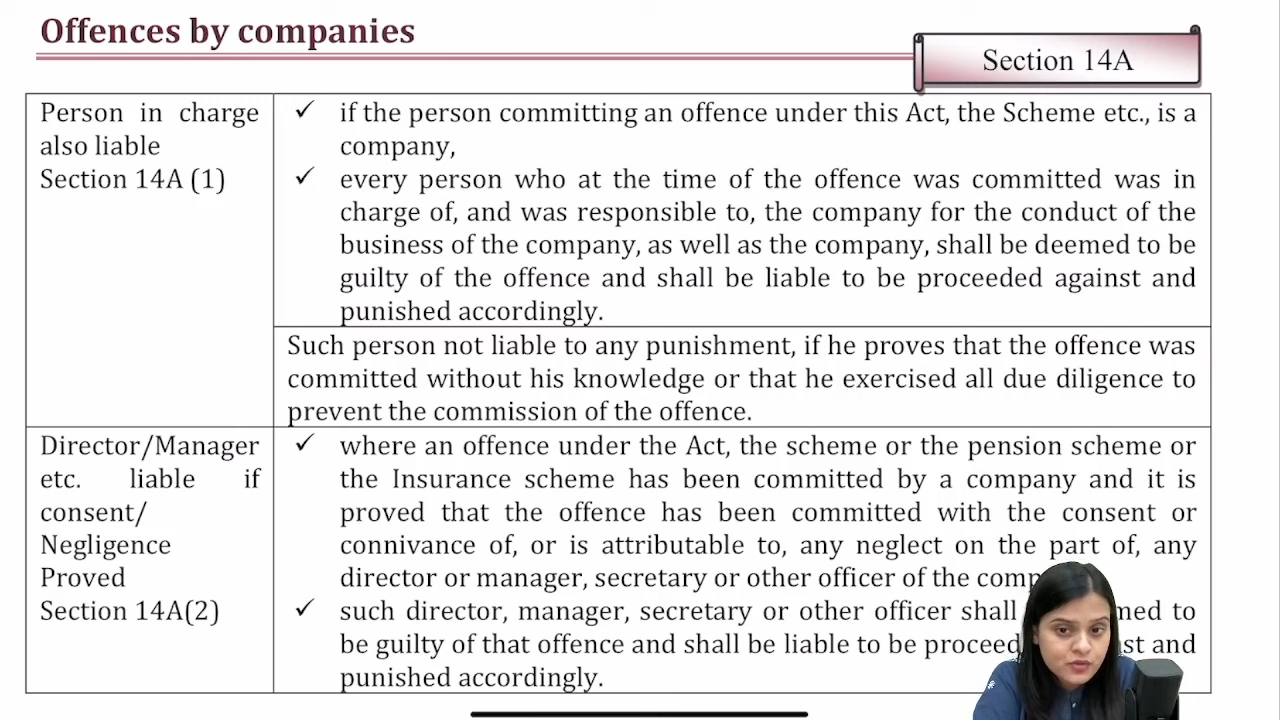 Offences by companies
Section 14A
Person in charge
also liable
Section 14A (1)
✓ if the person committing an offence under this Act, the Scheme etc., is a
company,
✓ every person who at the time of the offence was committed was in
charge of, and was responsible to, the company for the conduct of the
business of the company, as well as the company, shall be deemed to be
guilty of the offence and shall be liable to be proceeded against and
punished accordingly.
Such person not liable to any punishment, if he proves that the offence was
committed without his knowledge or that he exercised all due diligence to
prevent the commission of the offence.
Director/Manager
etc. liable if
consent/
Negligence
Proved
Section 14A(2)
✓ where an offence under the Act, the scheme or the pension scheme or
the Insurance scheme has been committed by a company and it is
proved that the offence has been committed with the consent or
connivance of, or is attributable to, any neglect on the part of, any
director or manager, secretary or other officer of the
✓ such director, manager, secretary or other officer shall to
be guilty of that offence and shall be liable to be and
punished accordingly.